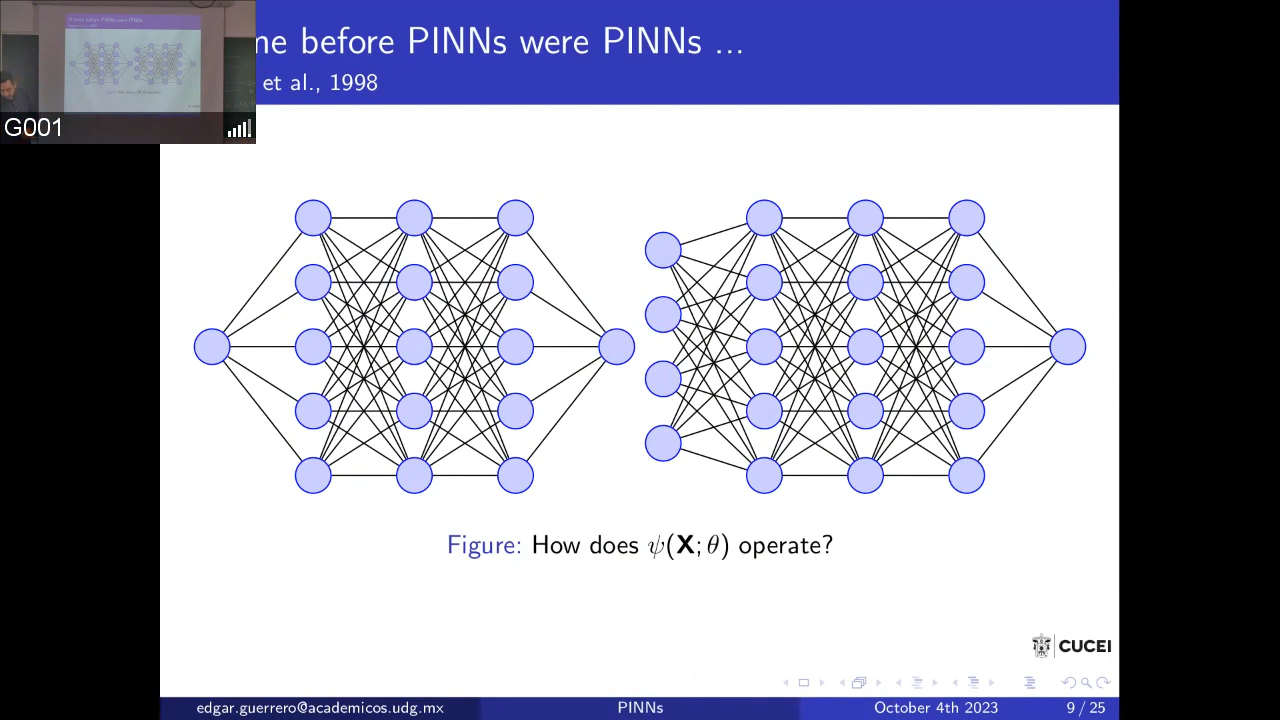 me before PINNs were PINNs ...
et al., 1998
G001
Figure: How does ψ(X; θ) operate?
CUCEI
edgar.guerrero@academicos.udg.mx PINNs October 4th 2023 9 / 25